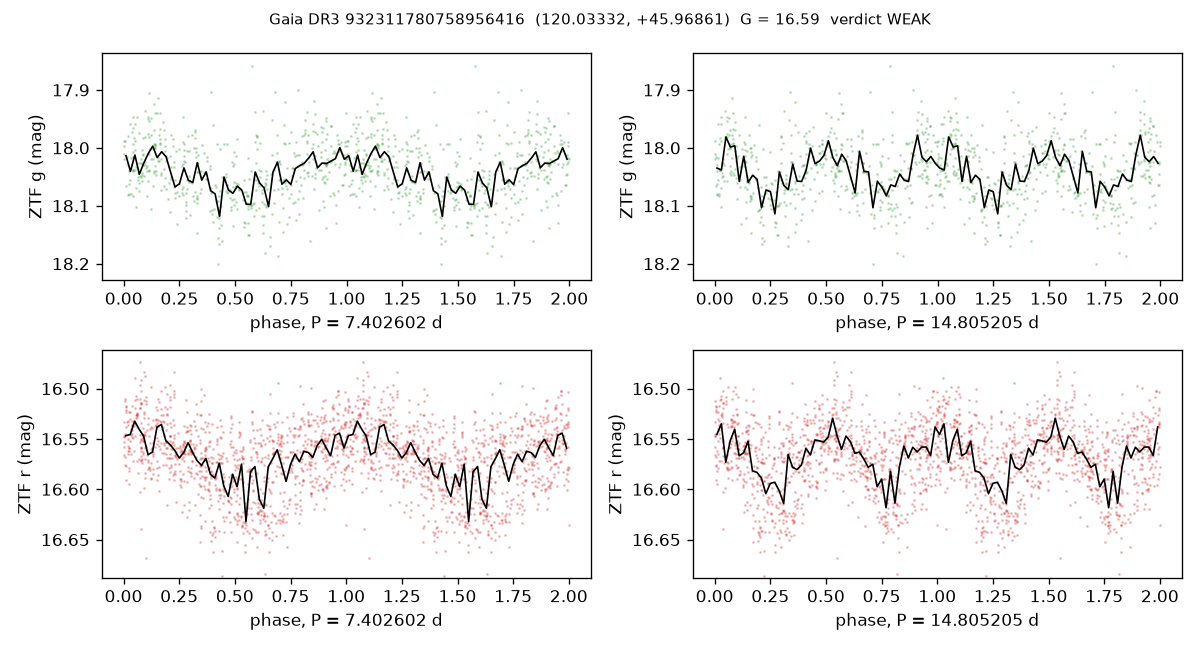 Gaia DR3 932311780758956416 (120.03332, +45.96861) G = 16.59 verdict WEAK
ZTF g (mag)
17.9
18.0
18.1
18.2
0.00 0.25 0.50 0.75 1.00 1.25 1.50 1.75 2.00
phase, P = 7.402602 d
ZTF g (mag)
17.9
18.0
18.1
18.2
0.00 0.25 0.50 0.75 1.00 1.25 1.50 1.75 2.00
phase, P = 14.805205 d
ZTF r (mag)
16.50
16.55
16.60
16.65
0.00 0.25 0.50 0.75 1.00 1.25 1.50 1.75 2.00
phase, P = 7.402602 d
ZTF r (mag)
16.50
16.55
16.60
16.65
0.00 0.25 0.50 0.75 1.00 1.25 1.50 1.75 2.00
phase, P = 14.805205 d